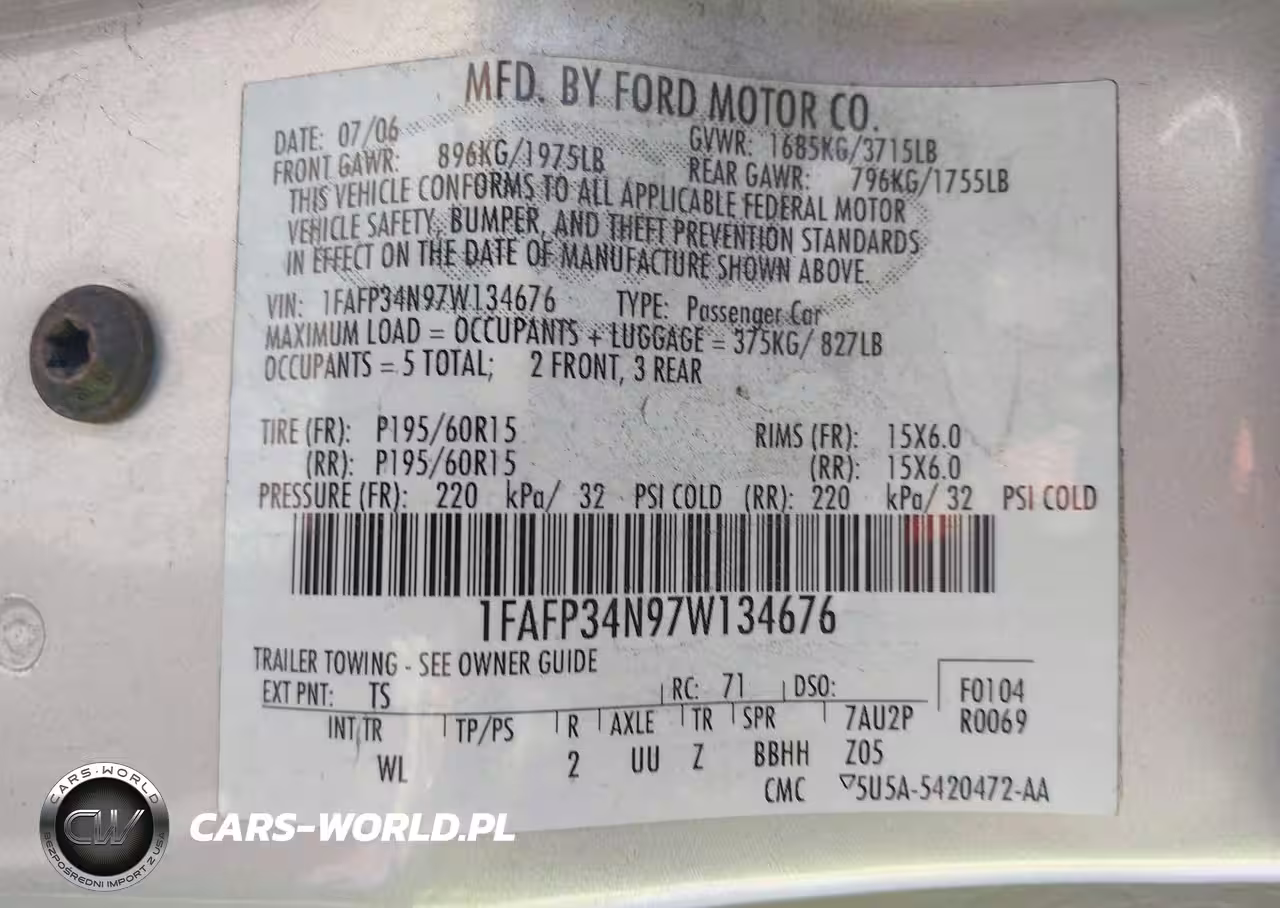 MFD. BY FORD MOTOR CO.
DATE: 07/06 GVWR: 1685KG/3715LB
FRONT GAWR: 896KG/1975LB REAR GAWR: 796KG/1755LB
THIS VEHICLE CONFORMS TO ALL APPLICABLE FEDERAL MOTOR
VEHICLE SAFETY, BUMPER, AND THEFT PREVENTION STANDARDS
IN EFFECT ON THE DATE OF MANUFACTURE SHOWN ABOVE.
VIN: 1FAFP34N97W134676 TYPE: Passenger Car
MAXIMUM LOAD = OCCUPANTS + LUGGAGE = 375KG/ 827LB
OCCUPANTS = 5 TOTAL; 2 FRONT, 3 REAR
TIRE (FR): P195/60R15 RIMS (FR): 15X6.0
(RR): P195/60R15 (RR): 15X6.0
PRESSURE (FR): 220 kPa/ 32 PSI COLD (RR): 220 kPa/ 32 PSI COLD
1FAFP34N97W134676
TRAILER TOWING - SEE OWNER GUIDE
EXT PNT: TS RC: 71 DSO: F0104
INT TR TP/PS R AXLE TR SPR 7AU2P R0069
WL 2 UU Z BBHH Z05
CMC ▽5U5A-5420472-AA
CARS-WORLD
CW
BEZPOŚREDNI IMPORT Z USA
CARS-WORLD.PL